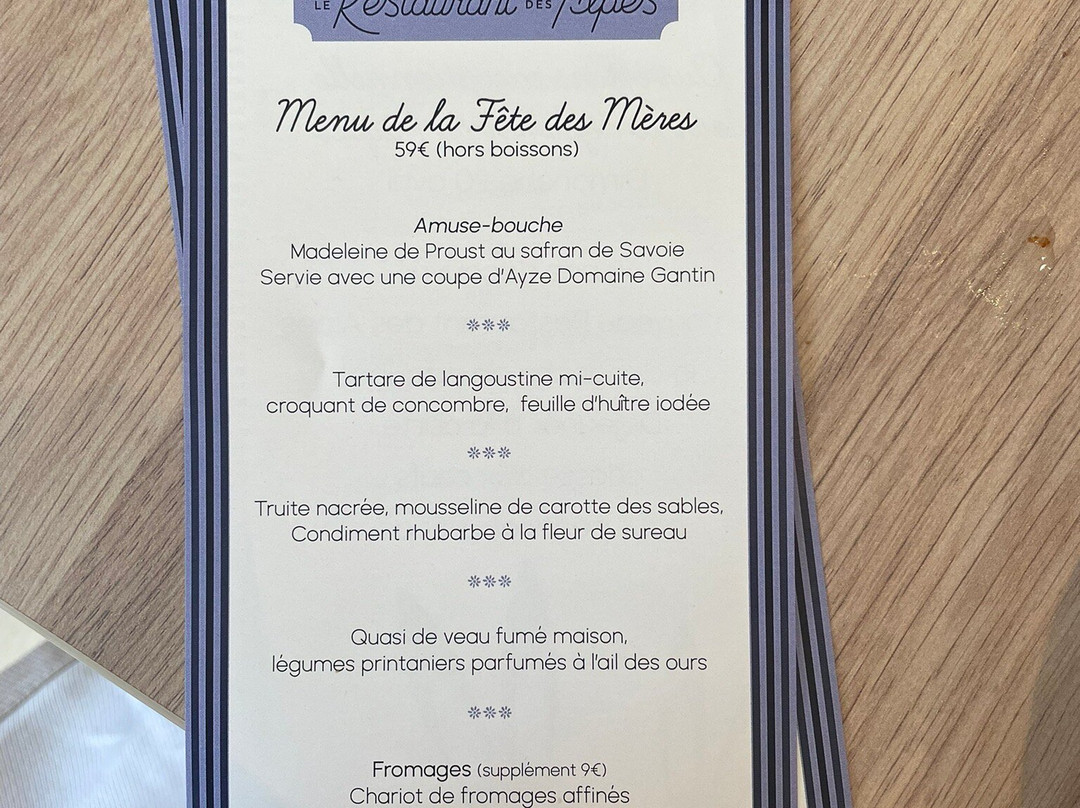 LE Restaurant DES
Menu de la Fête des Mères
59€ (hors boissons)
Amuse-bouche
Madeleine de Proust au safran de Savoie
Servie avec une coupe d'Ayze Domaine Gantin
***
Tartare de langoustine mi-cuite,
croquant de concombre, feuille d'huître iodée
***
Truite nacrée, mousseline de carotte des sables,
Condiment rhubarbe à la fleur de sureau
***
Quasi de veau fumé maison,
légumes printaniers parfumés à l'ail des ours
***
Fromages (supplément 9€)
Chariot de fromages affinés